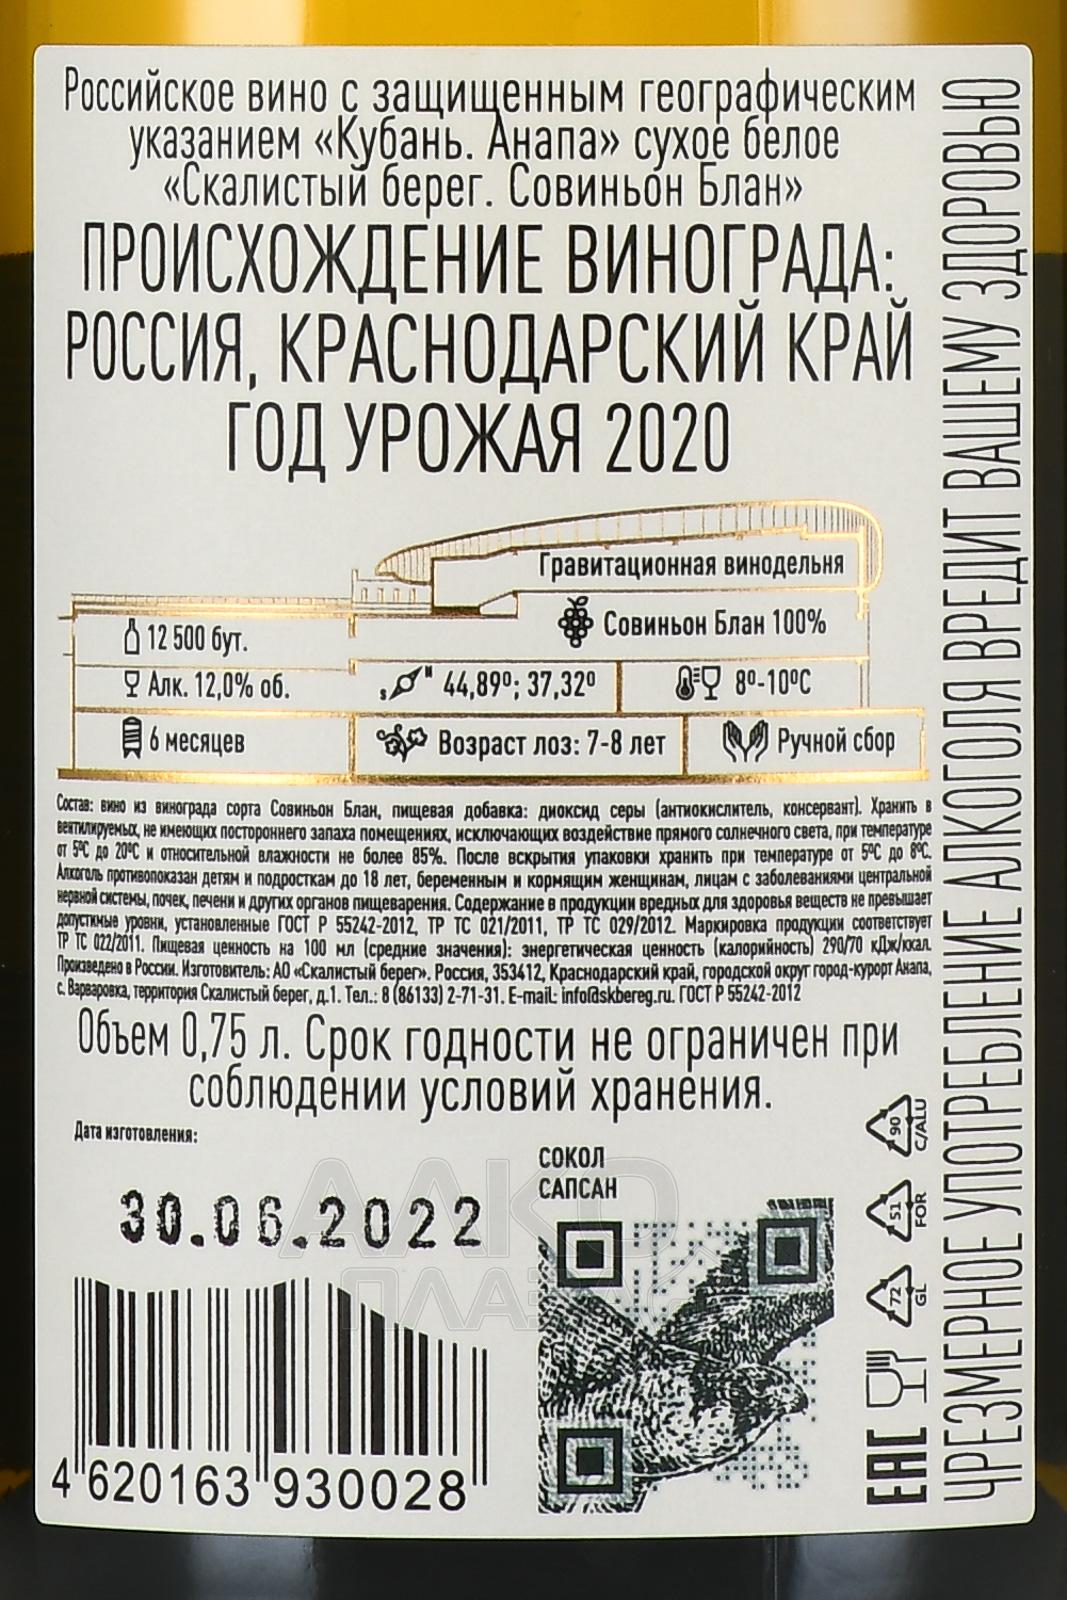 Российское вино с защищенным географическим
указанием «Кубань. Анапа» сухое белое
«Скалистый берег. Совиньон Блан»
ПРОИСХОЖДЕНИЕ ВИНОГРАДА:
РОССИЯ, КРАСНОДАРСКИЙ КРАЙ
ГОД УРОЖАЯ 2020
Гравитационная винодельня
Совиньон Блан 100%
12 500 бут.
Алк. 12,0% об.
S N 44,89º; 37,32º
8º-10ºC
6 месяцев
Возраст лоз: 7-8 лет
Ручной сбор
Состав: вино из винограда сорта Совиньон Блан, пищевая добавка: диоксид серы (антиокислитель, консервант). Хранить в
вентилируемых, не имеющих постороннего запаха помещениях, исключающих воздействие прямого солнечного света, при температуре
от 5ºC до 20ºC и относительной влажности не более 85%. После вскрытия упаковки хранить при температуре от 5ºC до 8ºC.
Алкоголь противопоказан детям и подросткам до 18 лет, беременным и кормящим женщинам, лицам с заболеваниями центральной
нервной системы, почек, печени и других органов пищеварения. Содержание в продукции вредных для здоровья веществ не превышает
допустимые уровни, установленные ГОСТ Р 55242-2012, ТР ТС 021/2011, ТР ТС 029/2012. Маркировка продукции соответствует
ТР ТС 022/2011. Пищевая ценность на 100 мл (средние значения): энергетическая ценность (калорийность) 290/70 кДж/ккал.
Произведено в России. Изготовитель: АО «Скалистый берег». Россия, 353412, Краснодарский край, городской округ город-курорт Анапа,
с. Варваровка, территория Скалистый берег, д.1. Тел.: 8 (86133) 2-71-31. E-mail: info@skbereg.ru. ГОСТ Р 55242-2012
Объем 0,75 л. Срок годности не ограничен при
соблюдении условий хранения.
Дата изготовления:
30.06.2022
4 620163 930028
СОКОЛ
САПСАН
АЛКО
ПЛАЗА
90
C/ALU
51
FOR
72
GL
EAC
ЧРЕЗМЕРНОЕ УПОТРЕБЛЕНИЕ АЛКОГОЛЯ ВРЕДИТ ВАШЕМУ ЗДОРОВЬЮ